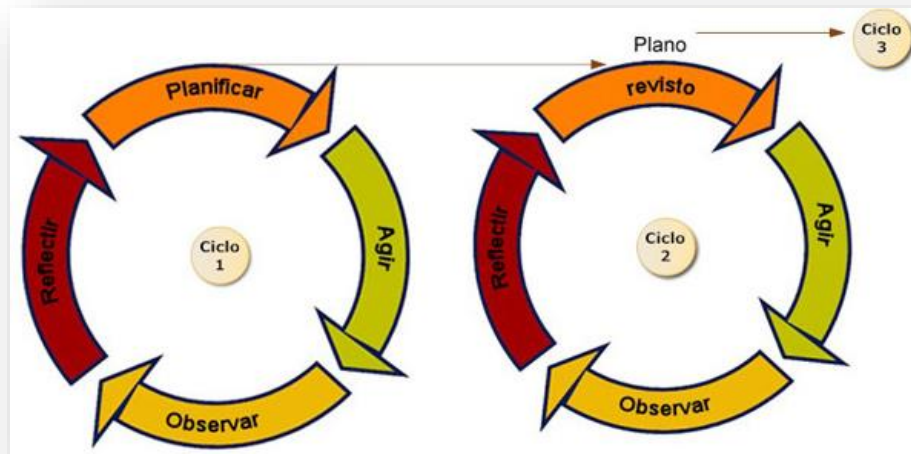 Planificar
Agir
Observar
Reflectir
Ciclo
1
Plano
revisto
Agir
Observar
Reflectir
Ciclo
2
Ciclo
3